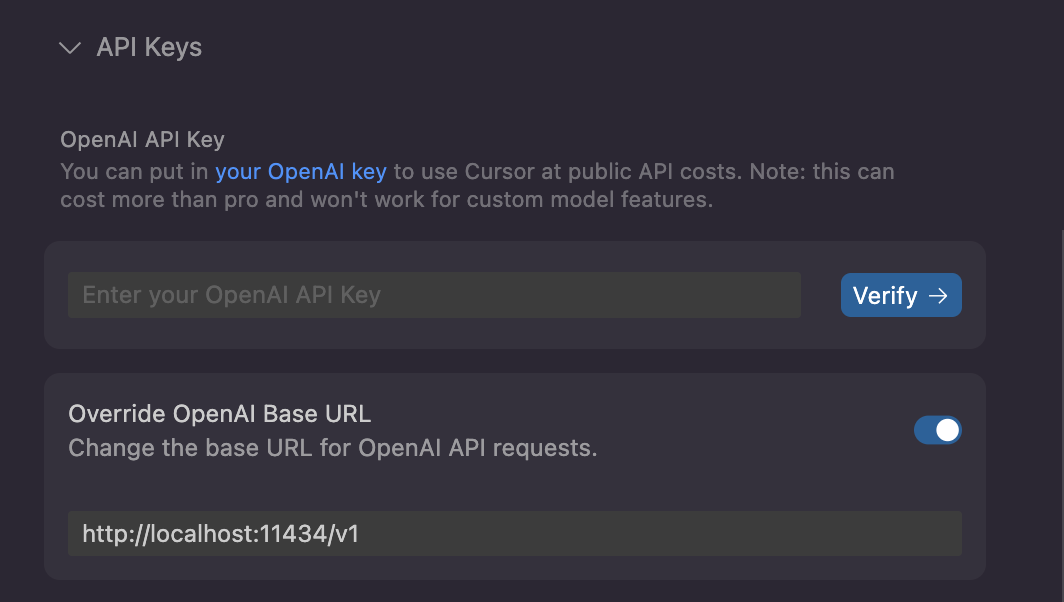 API Keys
OpenAI API Key
You can put in your OpenAI key to use Cursor at public API costs. Note: this can
cost more than pro and won't work for custom model features.
Enter your OpenAI API Key
Verify →
Override OpenAI Base URL
Change the base URL for OpenAI API requests.
http://localhost:11434/v1